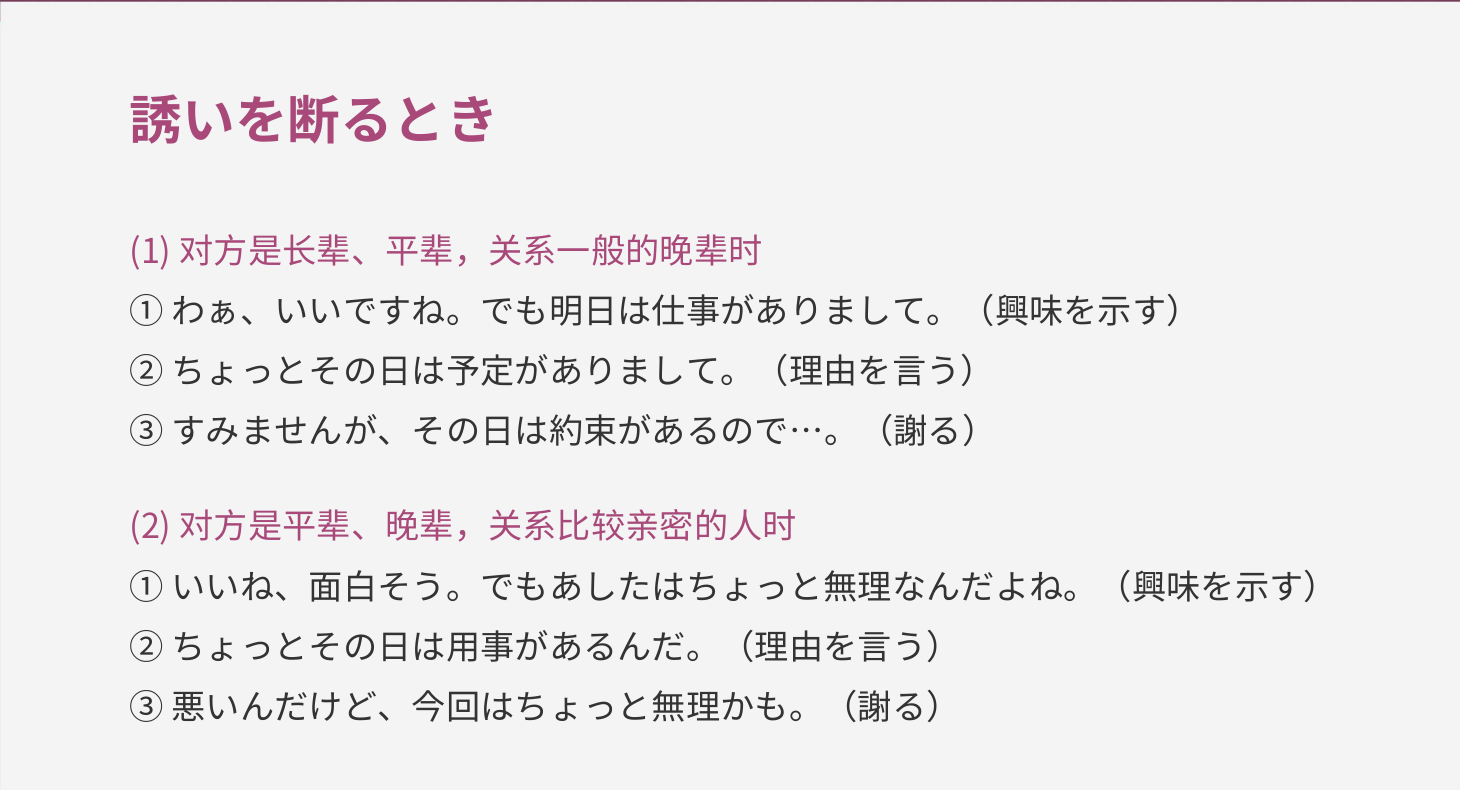 誘いを断るとき
(1) 对方是长辈、平辈，关系一般的晚辈时
① わぁ、いいですね。でも明日は仕事がありまして。（興味を示す）
② ちょっとその日は予定がありまして。（理由を言う）
③ すみませんが、その日は約束があるので…。（謝る）
(2) 对方是平辈、晚辈，关系比较亲密的人时
① いいね、面白そう。でもあしたはちょっと無理なんだよね。（興味を示す）
② ちょっとその日は用事があるんだ。（理由を言う）
③ 悪いんだけど、今回はちょっと無理かも。（謝る）